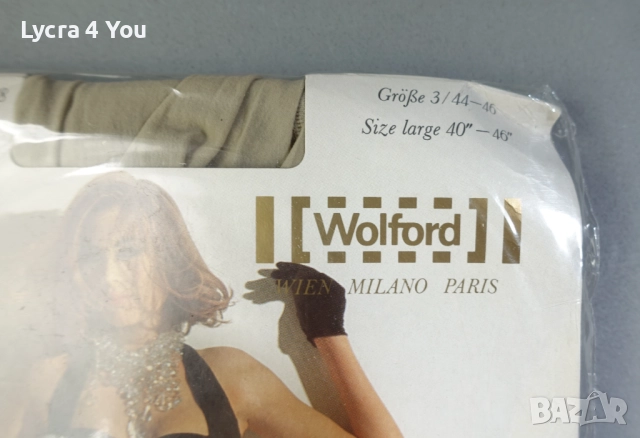 Lycra 4 You
Größe 3/44—46
Size large 40"—46"
Wolford
WIEN MILANO PARIS
BAZAR